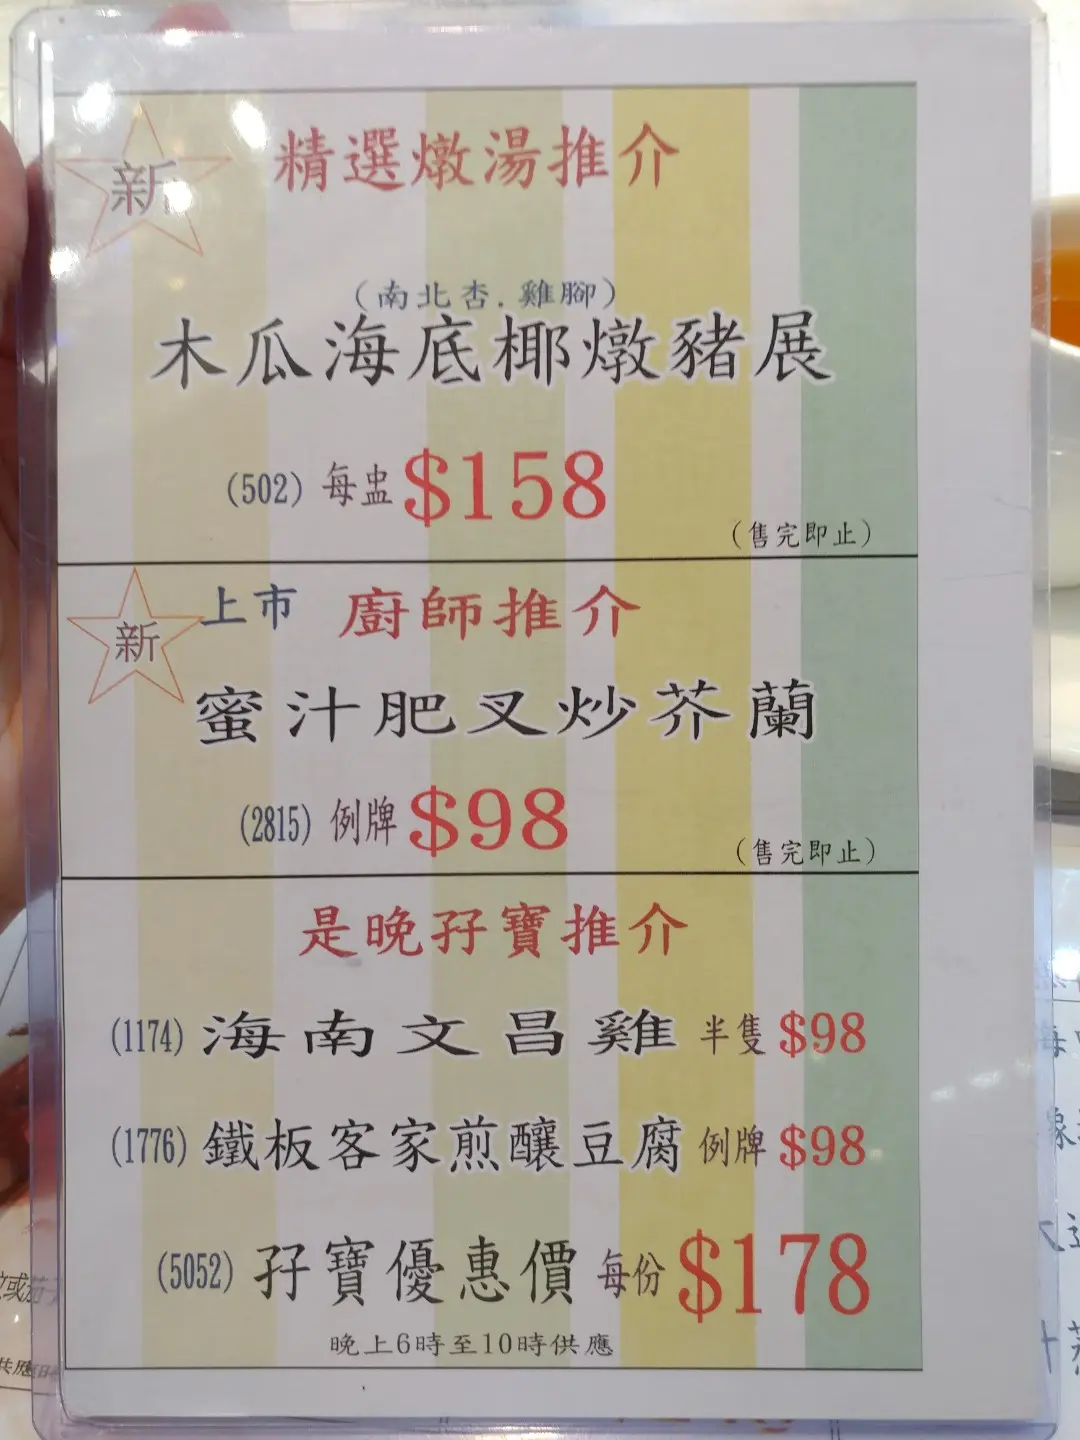 新
精選燉湯推介
(南北杏.雞腳)
木瓜海底椰燉豬展
(502) 每盅 $158
(售完即止)
新
上市 廚師推介
蜜汁肥叉炒芥蘭
(2815) 例牌 $98
(售完即止)
是晚孖寶推介
(1174) 海南文昌雞 半隻 $98
(1776) 鐵板客家煎釀豆腐 例牌 $98
(5052) 孖寶優惠價 每份 $178
晚上6時至10時供應